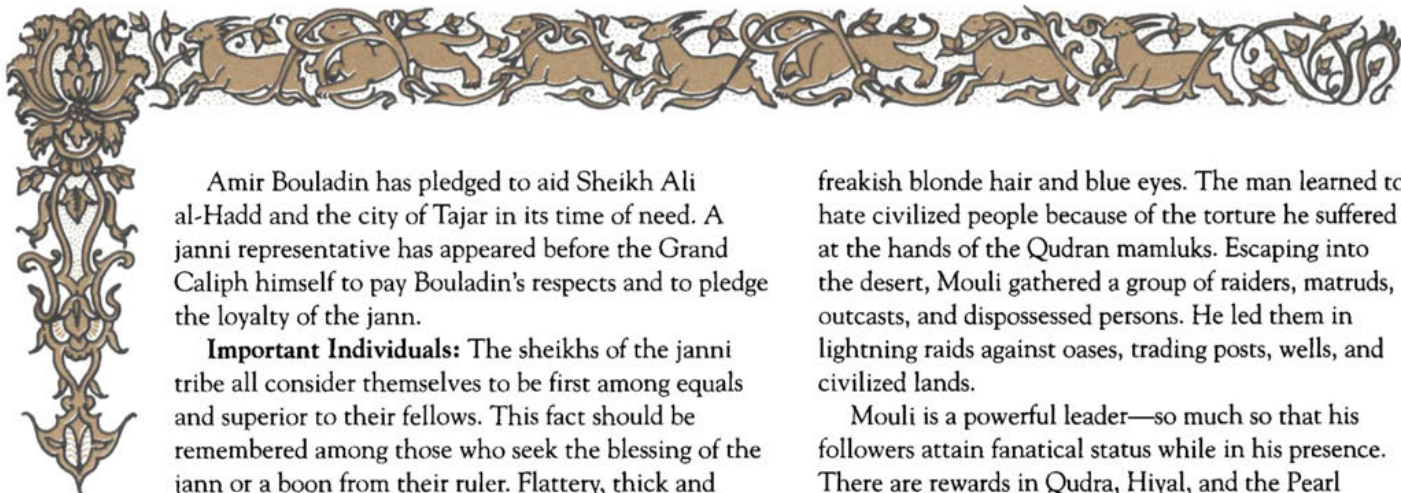 Amir Bouladin has pledged to aid Sheikh Ali
al-Hadd and the city of Tajar in its time of need. A
janni representative has appeared before the Grand
Caliph himself to pay Bouladin's respects and to pledge
the loyalty of the jann.
Important Individuals: The sheikhs of the janni
tribe all consider themselves to be first among equals
and superior to their fellows. This fact should be
remembered among those who seek the blessing of the
jann or a boon from their ruler. Flattery, thick and
freakish blonde hair and blue eyes. The man learned to
hate civilized people because of the torture he suffered
at the hands of the Qudran mamluks. Escaping into
the desert, Mouli gathered a group of raiders, matruds,
outcasts, and dispossessed persons. He led them in
lightning raids against oases, trading posts, wells, and
civilized lands.
Mouli is a powerful leader—so much so that his
followers attain fanatical status while in his presence.
There are rewards in Qudra, Hiyal, and the Pearl